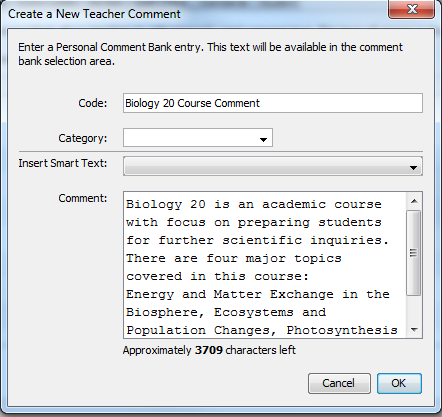 Create a New Teacher Comment
Enter a Personal Comment Bank entry. This text will be available in the comment
bank selection area.
Code: Biology 20 Course Comment
Category:
Insert Smart Text:
Comment: Biology 20 is an academic course
with focus on preparing students
for further scientific inquiries.
There are four major topics
covered in this course:
Energy and Matter Exchange in the
Biosphere, Ecosystems and
Population Changes, Photosynthesis
Approximately 3709 characters left
Cancel OK